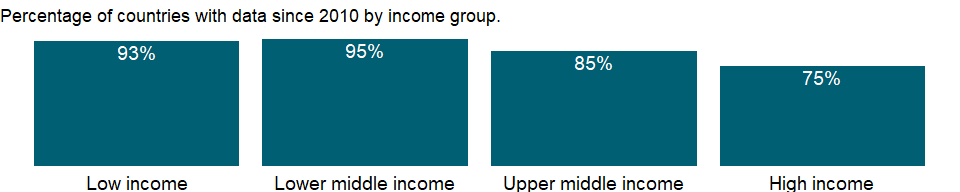 Percentage of countries with data since 2010 by income group.
93%
95%
85%
75%
Low income
Lower middle income
Upper middle income
High income